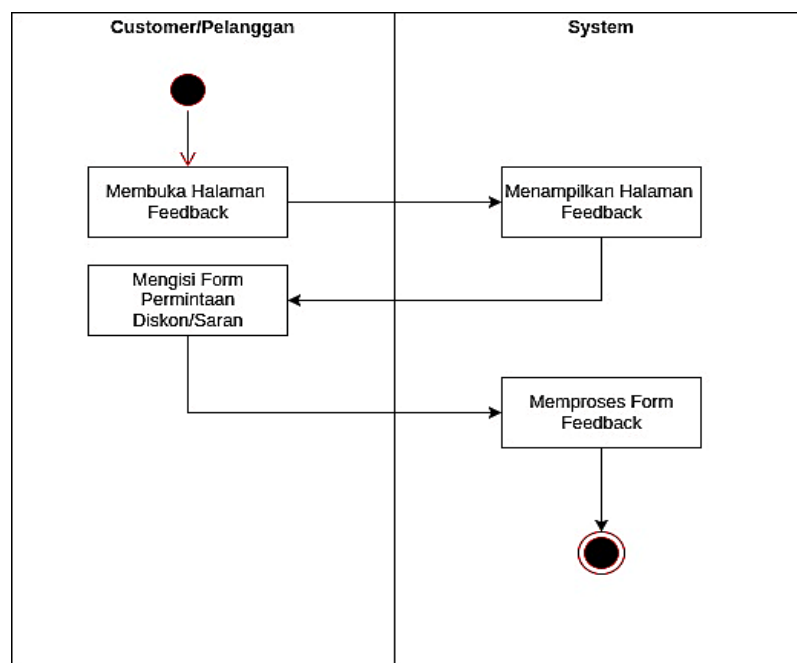 Customer/Pelanggan
System
Membuka Halaman
Feedback
Menampilkan Halaman
Feedback
Mengisi Form
Permintaan
Diskon/Saran
Memproses Form
Feedback